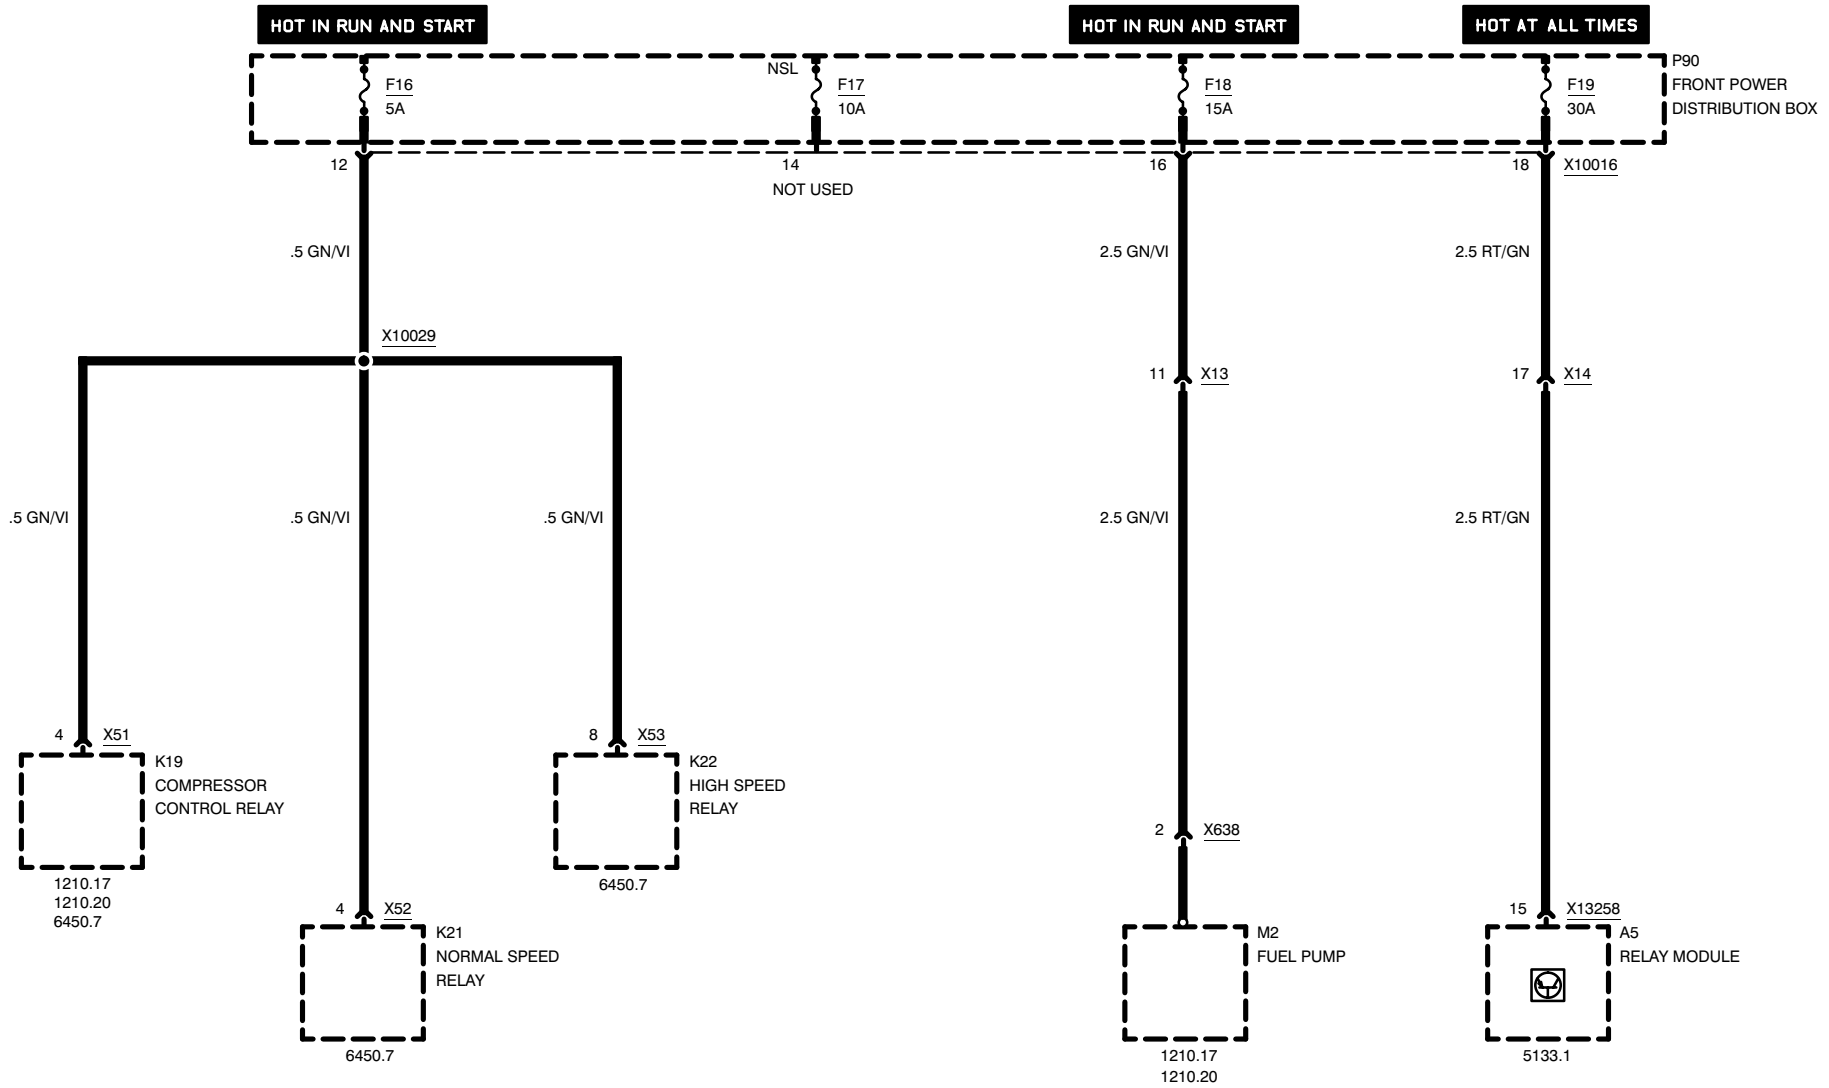 HOT IN RUN AND START
HOT IN RUN AND START
HOT AT ALL TIMES
NSL
F16
5A
F17
10A
F18
15A
F19
30A
P90
FRONT POWER
DISTRIBUTION BOX
12
14
NOT USED
16
18
X10016
.5 GN/VI
2.5 GN/VI
2.5 RT/GN
X10029
11
X13
17
X14
.5 GN/VI
.5 GN/VI
.5 GN/VI
2.5 GN/VI
2.5 RT/GN
4
X51
K19
COMPRESSOR
CONTROL RELAY
1210.17
1210.20
6450.7
8
X53
K22
HIGH SPEED
RELAY
6450.7
2
X638
4
X52
K21
NORMAL SPEED
RELAY
6450.7
M2
FUEL PUMP
1210.17
1210.20
15
X13258
A5
RELAY MODULE
5133.1